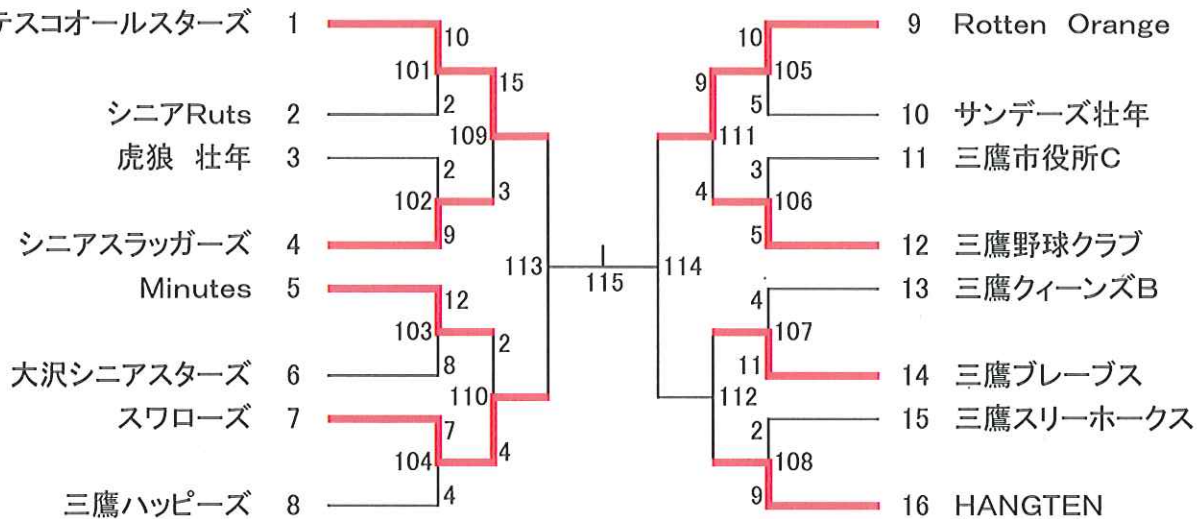 テスコオールスターズ 1
10
101
15
2
シニアRuts 2
109
虎狼 壮年 3
2
102
3
9
シニアスラッガーズ 4
113
Minutes 5
12
103
2
8
大沢シニアスターズ 6
110
スワローズ 7
7
104
4
4
三鷹ハッピーズ 8
115
9 Rotten Orange
10
105
9
5
10 サンデーズ壮年
111
11 三鷹市役所C
3
106
4
5
12 三鷹野球クラブ
114
13 三鷹クィーンズB
4
107
11
14 三鷹ブレーブス
112
15 三鷹スリーホークス
2
108
9
16 HANGTEN